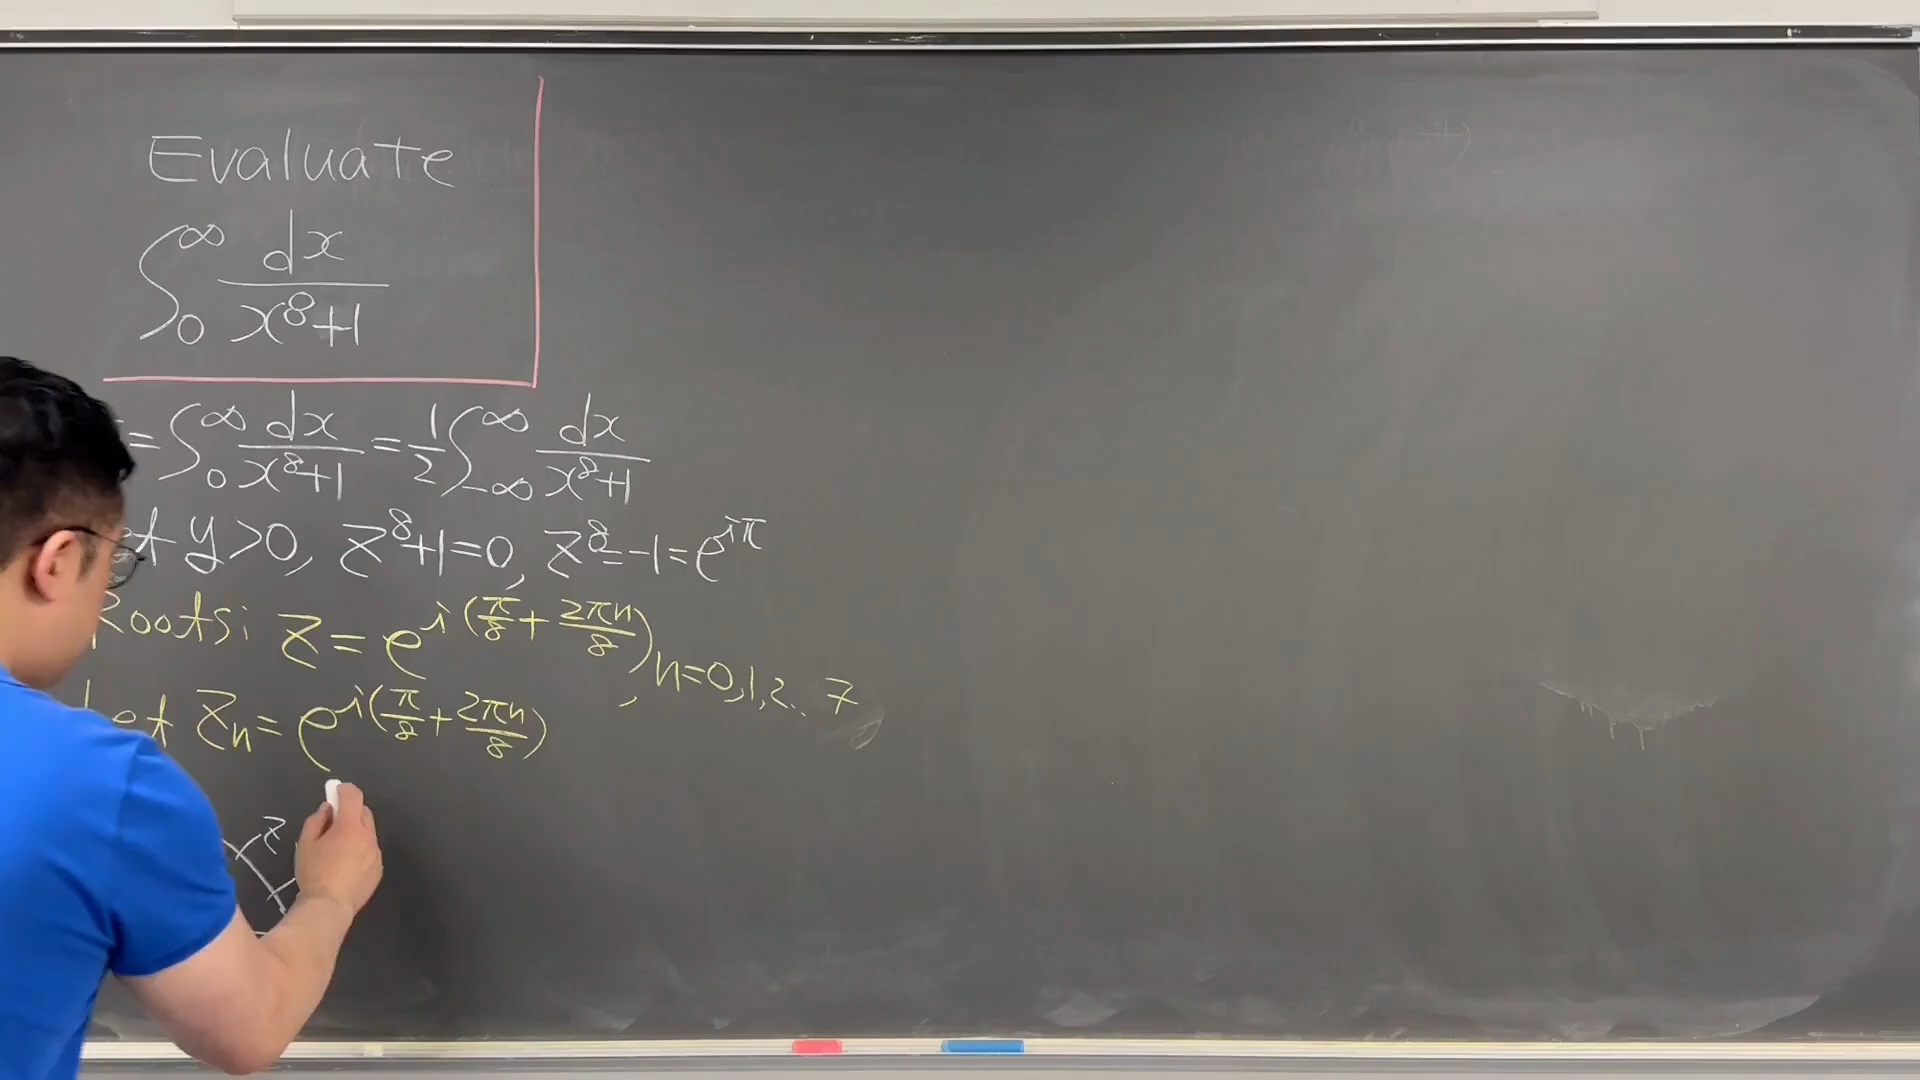 Evaluate
∫₀^∞ dx/(x⁸+1)
= ∫₀^∞ dx/(x⁸+1) = 1/2 ∫_{-∞}^∞ dx/(x⁸+1)
y>0, z⁸+1=0, z⁸=-1=e^{iπ}
Roots: z = e^{i(π/8 + 2πn/8)}, n=0,1,2.. 7
Let zₙ = e^{i(π/8 + 2πn/8)}
z